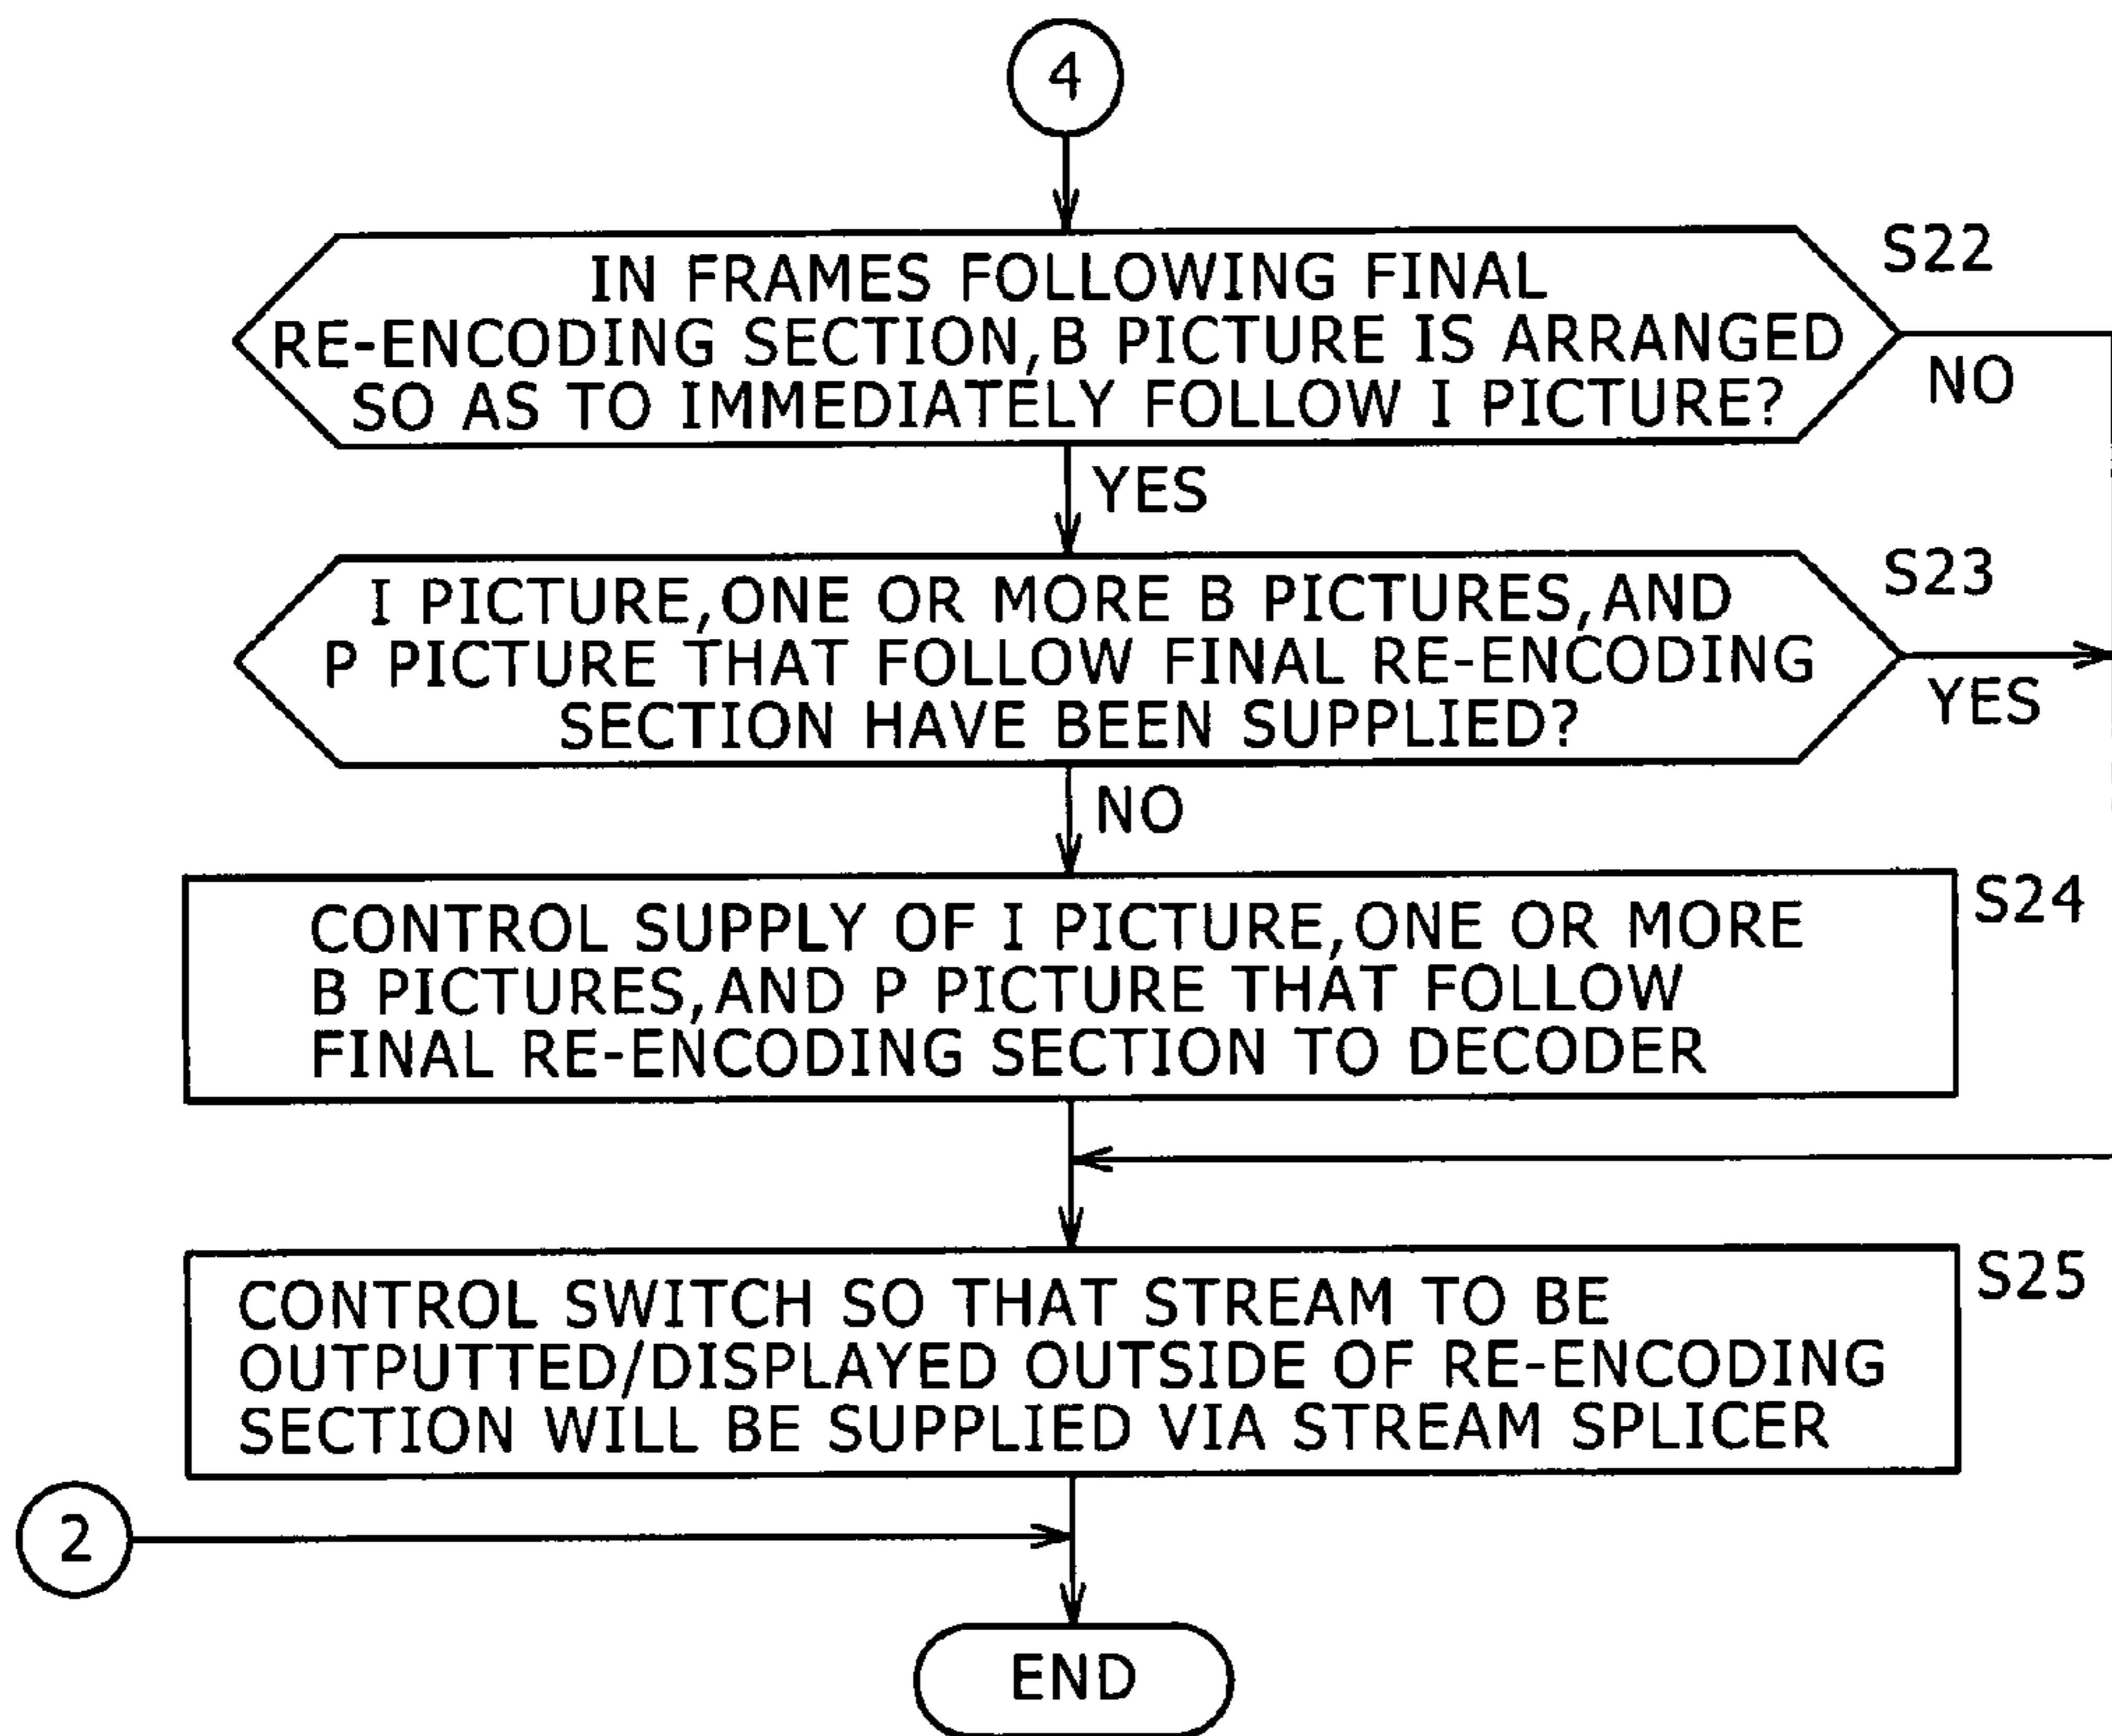 4
IN FRAMES FOLLOWING FINAL
RE-ENCODING SECTION,B PICTURE IS ARRANGED
SO AS TO IMMEDIATELY FOLLOW I PICTURE?
S22
NO
YES
I PICTURE,ONE OR MORE B PICTURES,AND
P PICTURE THAT FOLLOW FINAL RE-ENCODING
SECTION HAVE BEEN SUPPLIED?
S23
YES
NO
CONTROL SUPPLY OF I PICTURE,ONE OR MORE
B PICTURES,AND P PICTURE THAT FOLLOW
FINAL RE-ENCODING SECTION TO DECODER
S24
CONTROL SWITCH SO THAT STREAM TO BE
OUTPUTTED/DISPLAYED OUTSIDE OF RE-ENCODING
SECTION WILL BE SUPPLIED VIA STREAM SPLICER
S25
2
END